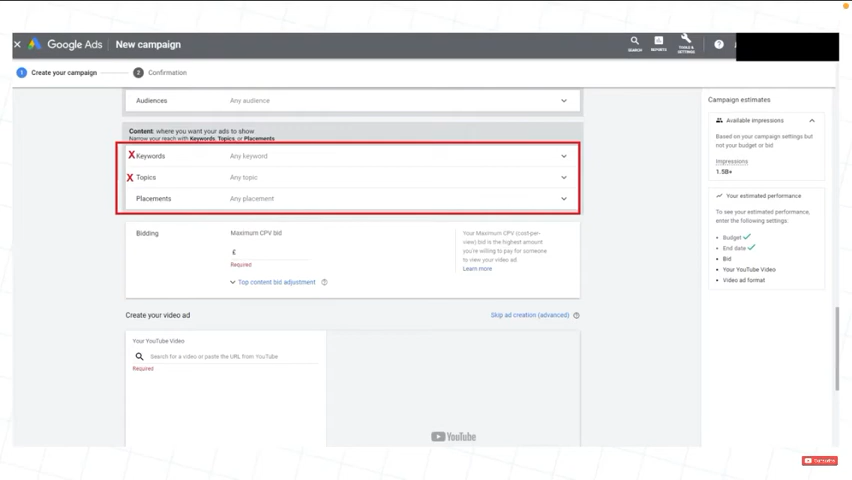 Google Ads
New campaign
SEARCH
REPORTS
TOOLS & SETTINGS
1 Create your campaign
2 Confirmation
Audiences
Any audience
Content: where you want your ads to show
Narrow your reach with Keywords, Topics, or Placements
X Keywords
Any keyword
X Topics
Any topic
Placements
Any placement
Bidding
Maximum CPV bid
£
Required
Top content bid adjustment
Your Maximum CPV (cost-per-
view) bid is the highest amount
you're willing to pay for someone
to view your video ad.
Learn more
Create your video ad
Skip ad creation (advanced)
Your YouTube Video
Search for a video or paste the URL from YouTube
Required
YouTube
Campaign estimates
Available impressions
Based on your campaign settings but
not your budget or bid
Impressions
1.5B+
Your estimated performance
To see your estimated performance,
enter the following settings:
• Budget
• End date
• Bid
• Your YouTube Video
• Video ad format